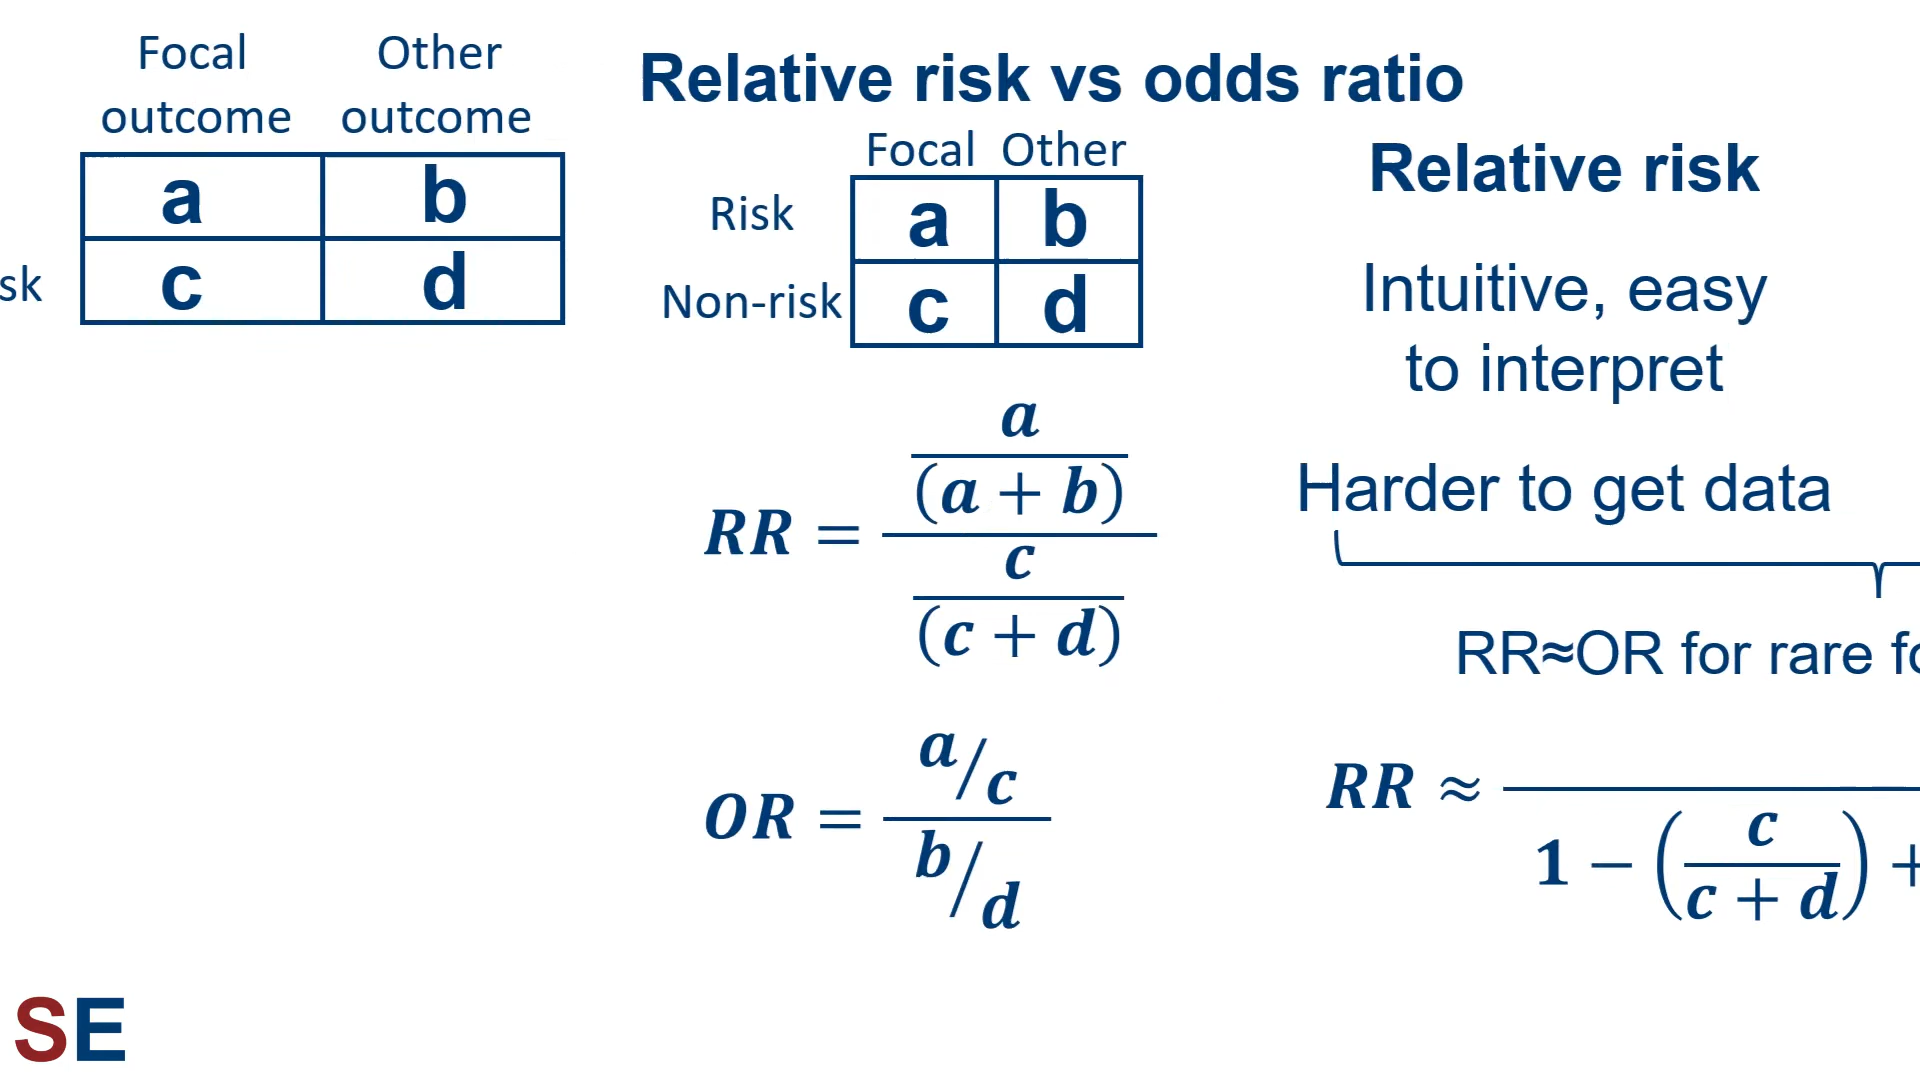 Focal Other
outcome outcome
a b
sk c d
Relative risk vs odds ratio
Focal Other
Risk a b
Non-risk c d
RR = (a/(a + b))/(c/(c + d))
OR = (a/c)/(b/d)
Relative risk
Intuitive, easy
to interpret
Harder to get data
RR≈OR for rare fo
RR ≈
1 − (c/(c + d)) +
SE